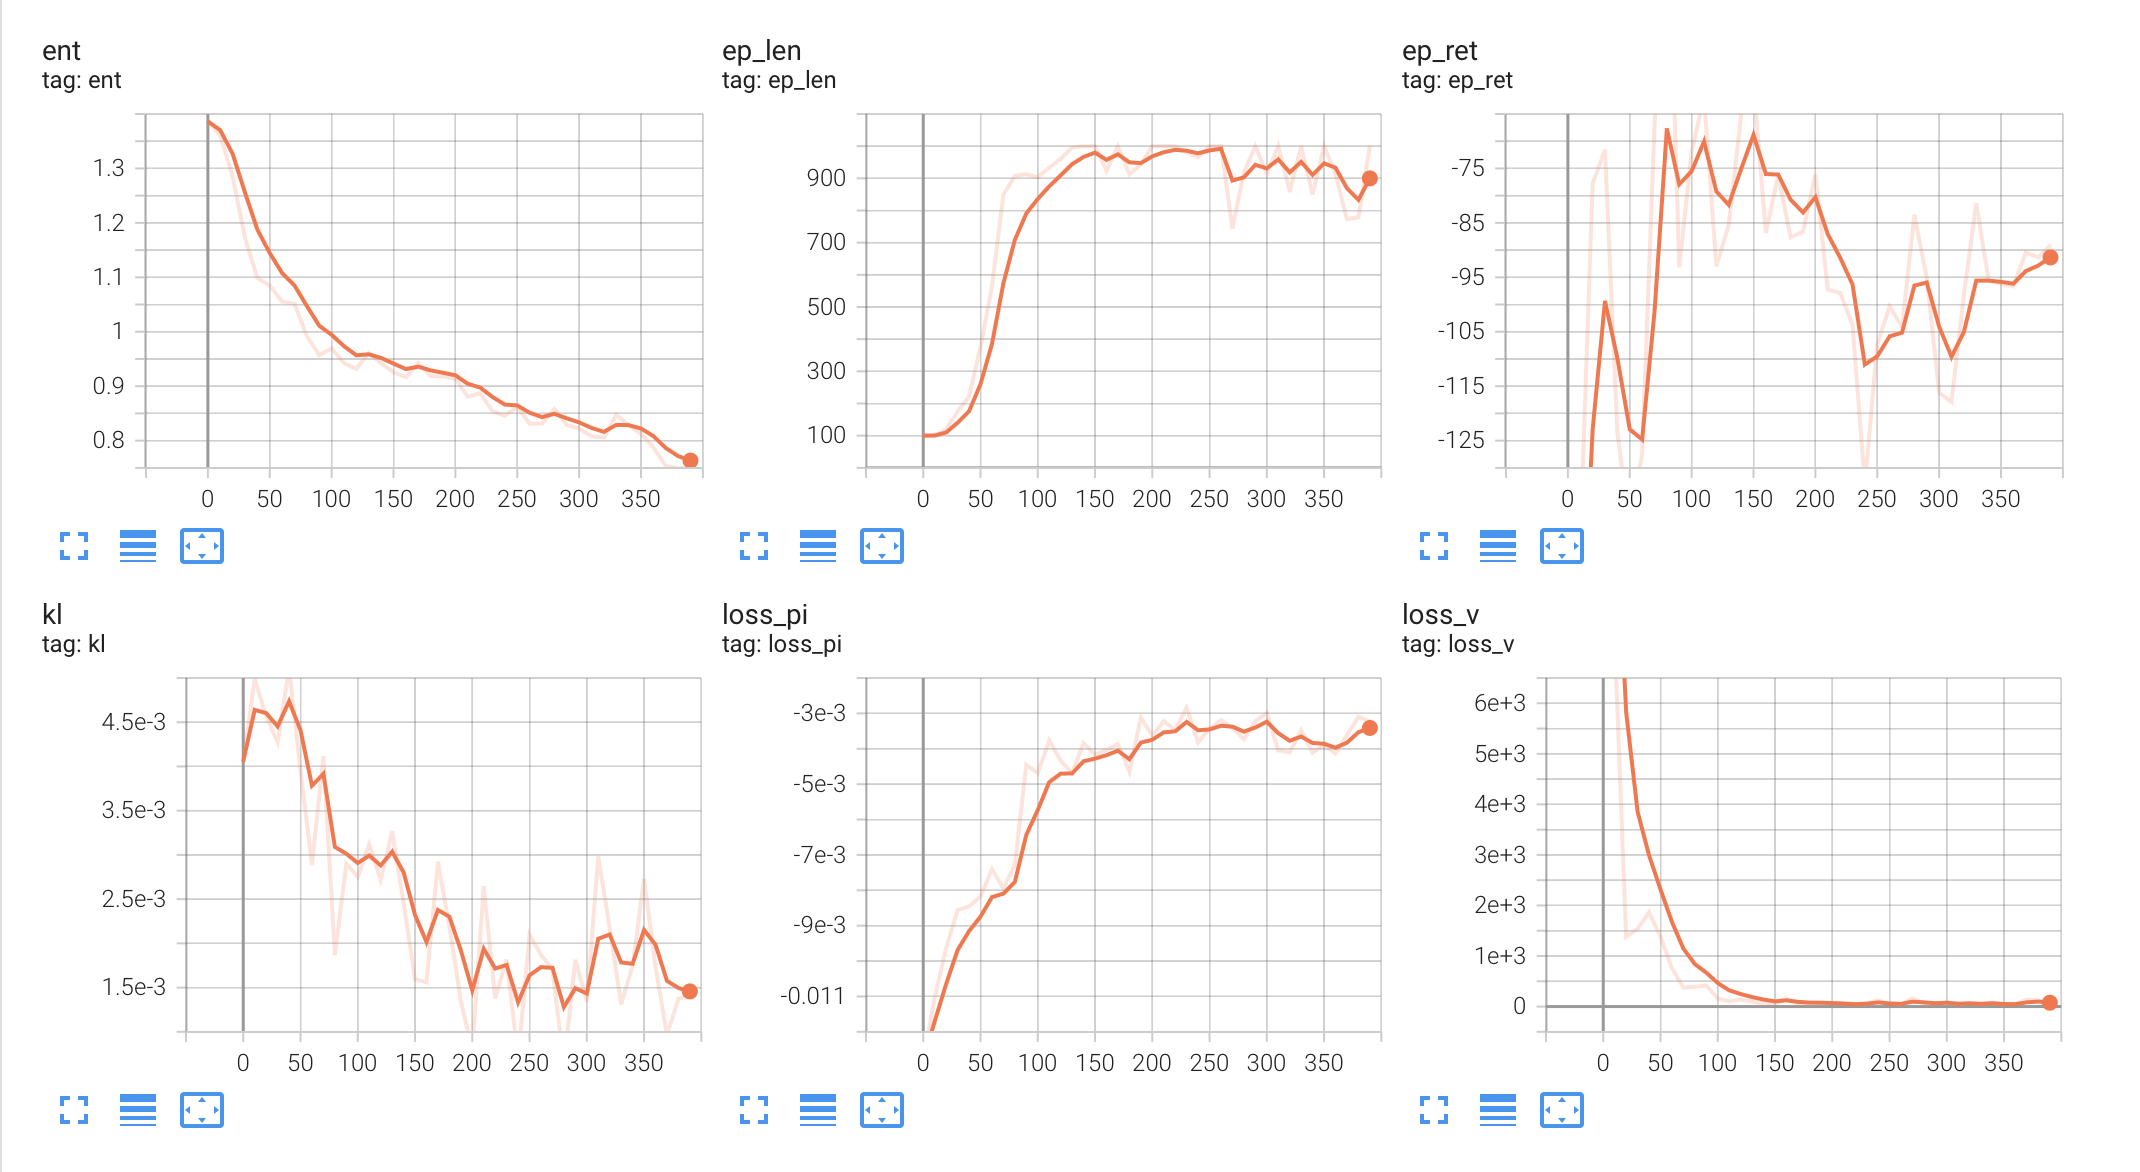 ent
tag: ent
1.3
1.2
1.1
1
0.9
0.8
0 50 100 150 200 250 300 350
ep_len
tag: ep_len
900
700
500
300
100
0 50 100 150 200 250 300 350
ep_ret
tag: ep_ret
-75
-85
-95
-105
-115
-125
0 50 100 150 200 250 300 350
kl
tag: kl
4.5e-3
3.5e-3
2.5e-3
1.5e-3
0 50 100 150 200 250 300 350
loss_pi
tag: loss_pi
-3e-3
-5e-3
-7e-3
-9e-3
-0.011
0 50 100 150 200 250 300 350
loss_v
tag: loss_v
6e+3
5e+3
4e+3
3e+3
2e+3
1e+3
0
0 50 100 150 200 250 300 350